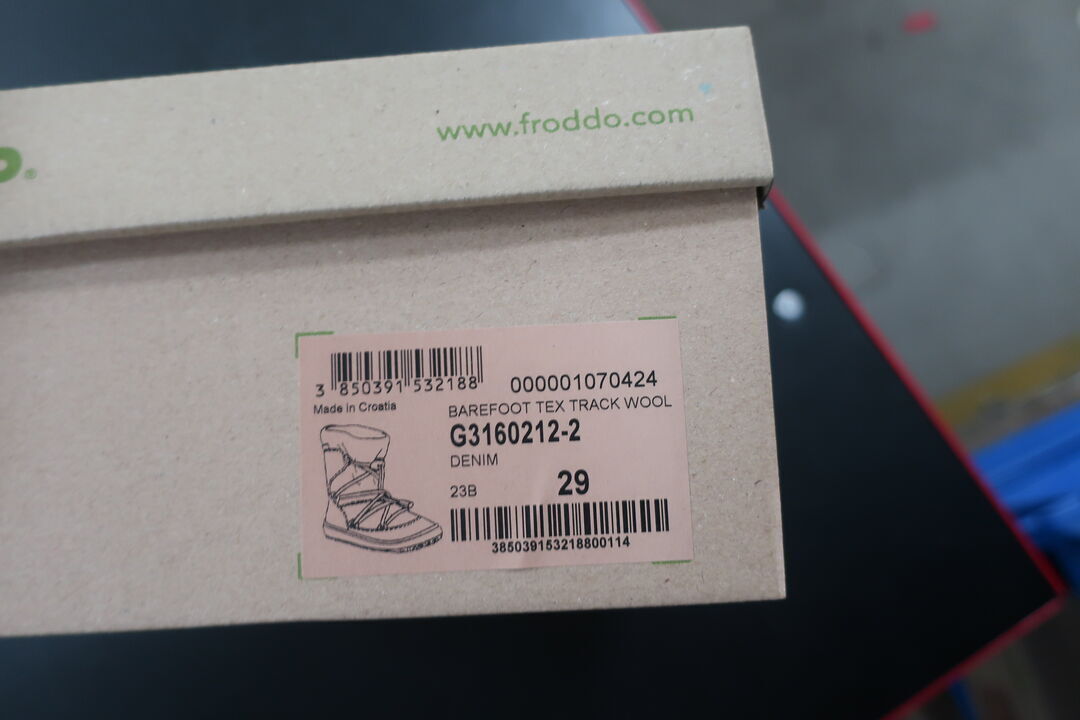 www.froddo.com
o®
3 850391 532188
000001070424
Made in Croatia
BAREFOOT TEX TRACK WOOL
G3160212-2
DENIM
23B
29
385039153218800114